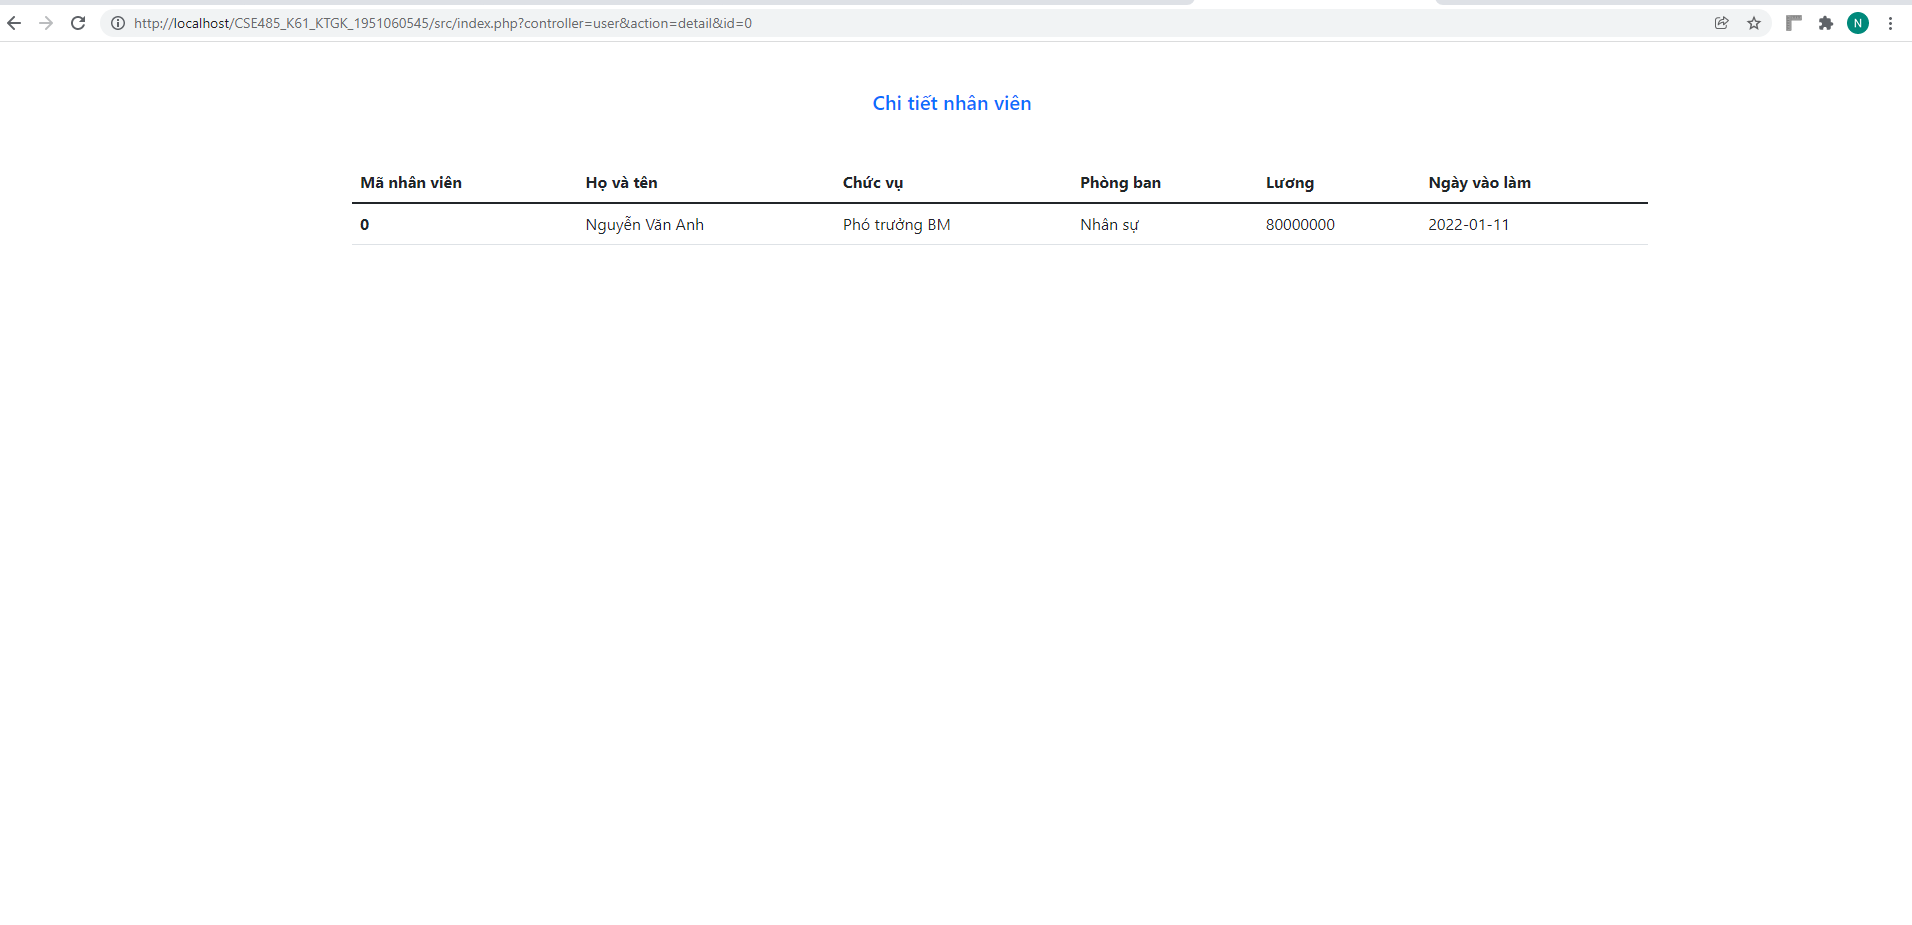 http://localhost/CSE485_K61_KTGK_1951060545/src/index.php?controller=user&action=detail&id=0
N
Chi tiết nhân viên
Mã nhân viên Họ và tên Chức vụ Phòng ban Lương Ngày vào làm
0 Nguyễn Văn Anh Phó trưởng BM Nhân sự 80000000 2022-01-11